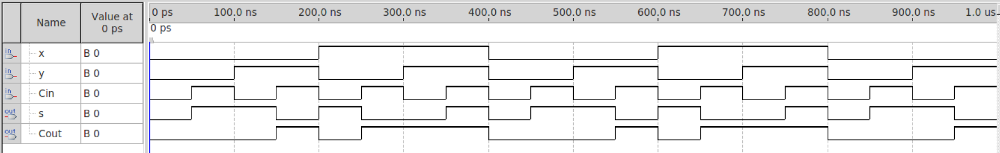 Name Value at 0 ps
0 ps 100.0 ns 200.0 ns 300.0 ns 400.0 ns 500.0 ns 600.0 ns 700.0 ns 800.0 ns 900.0 ns 1.0 us
0 ps
in x B 0
in y B 0
in Cin B 0
out s B 0
out Cout B 0